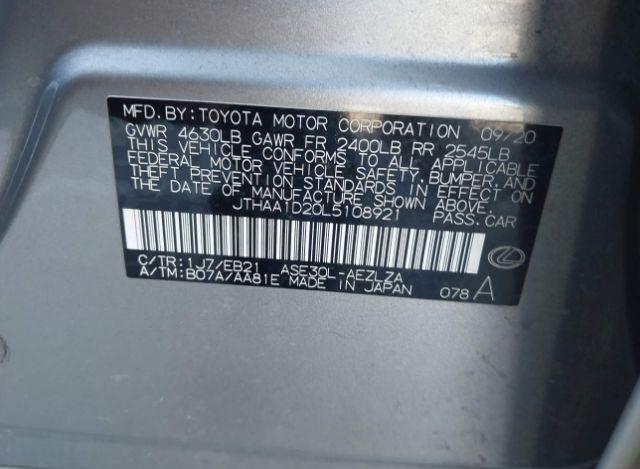 MFD. BY: TOYOTA MOTOR CORPORATION 09/20
GVWR 4630LB GAWR FR 2400LB RR 2545LB
THIS VEHICLE CONFORMS TO ALL APPLICABLE
FEDERAL MOTOR VEHICLE SAFETY, BUMPER, AND
THEFT PREVENTION STANDARDS IN EFFECT ON
THE DATE OF MANUFACTURE SHOWN ABOVE.
JTHAA1D20L5108921 PASS. CAR
C/TR: 1J7/EB21 ASE30L-AEZLZA
A/TM: B07A/AA81E MADE IN JAPAN 078 A